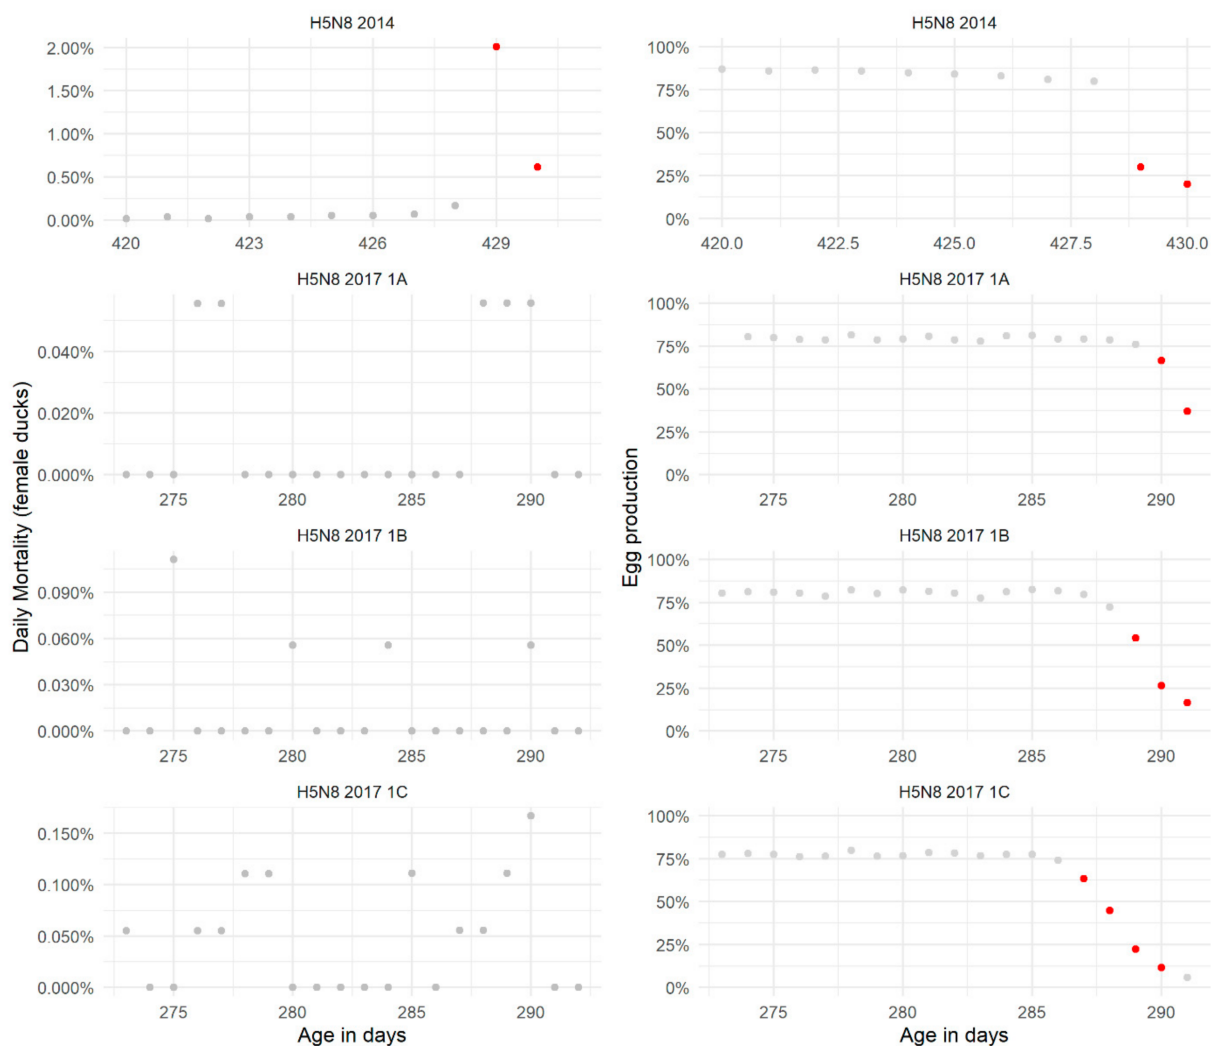 H5N8 2014
2.00%
1.50%
1.00%
0.50%
0.00%
420 423 426 429
H5N8 2017 1A
0.040%
0.020%
0.000%
275 280 285 290
H5N8 2017 1B
0.090%
0.060%
0.030%
0.000%
275 280 285 290
H5N8 2017 1C
0.150%
0.100%
0.050%
0.000%
275 280 285 290
Age in days
Daily Mortality (female ducks)
H5N8 2014
100%
75%
50%
25%
0%
420.0 422.5 425.0 427.5 430.0
H5N8 2017 1A
100%
75%
50%
25%
0%
275 280 285 290
H5N8 2017 1B
100%
75%
50%
25%
0%
275 280 285 290
H5N8 2017 1C
100%
75%
50%
25%
0%
275 280 285 290
Age in days
Egg production